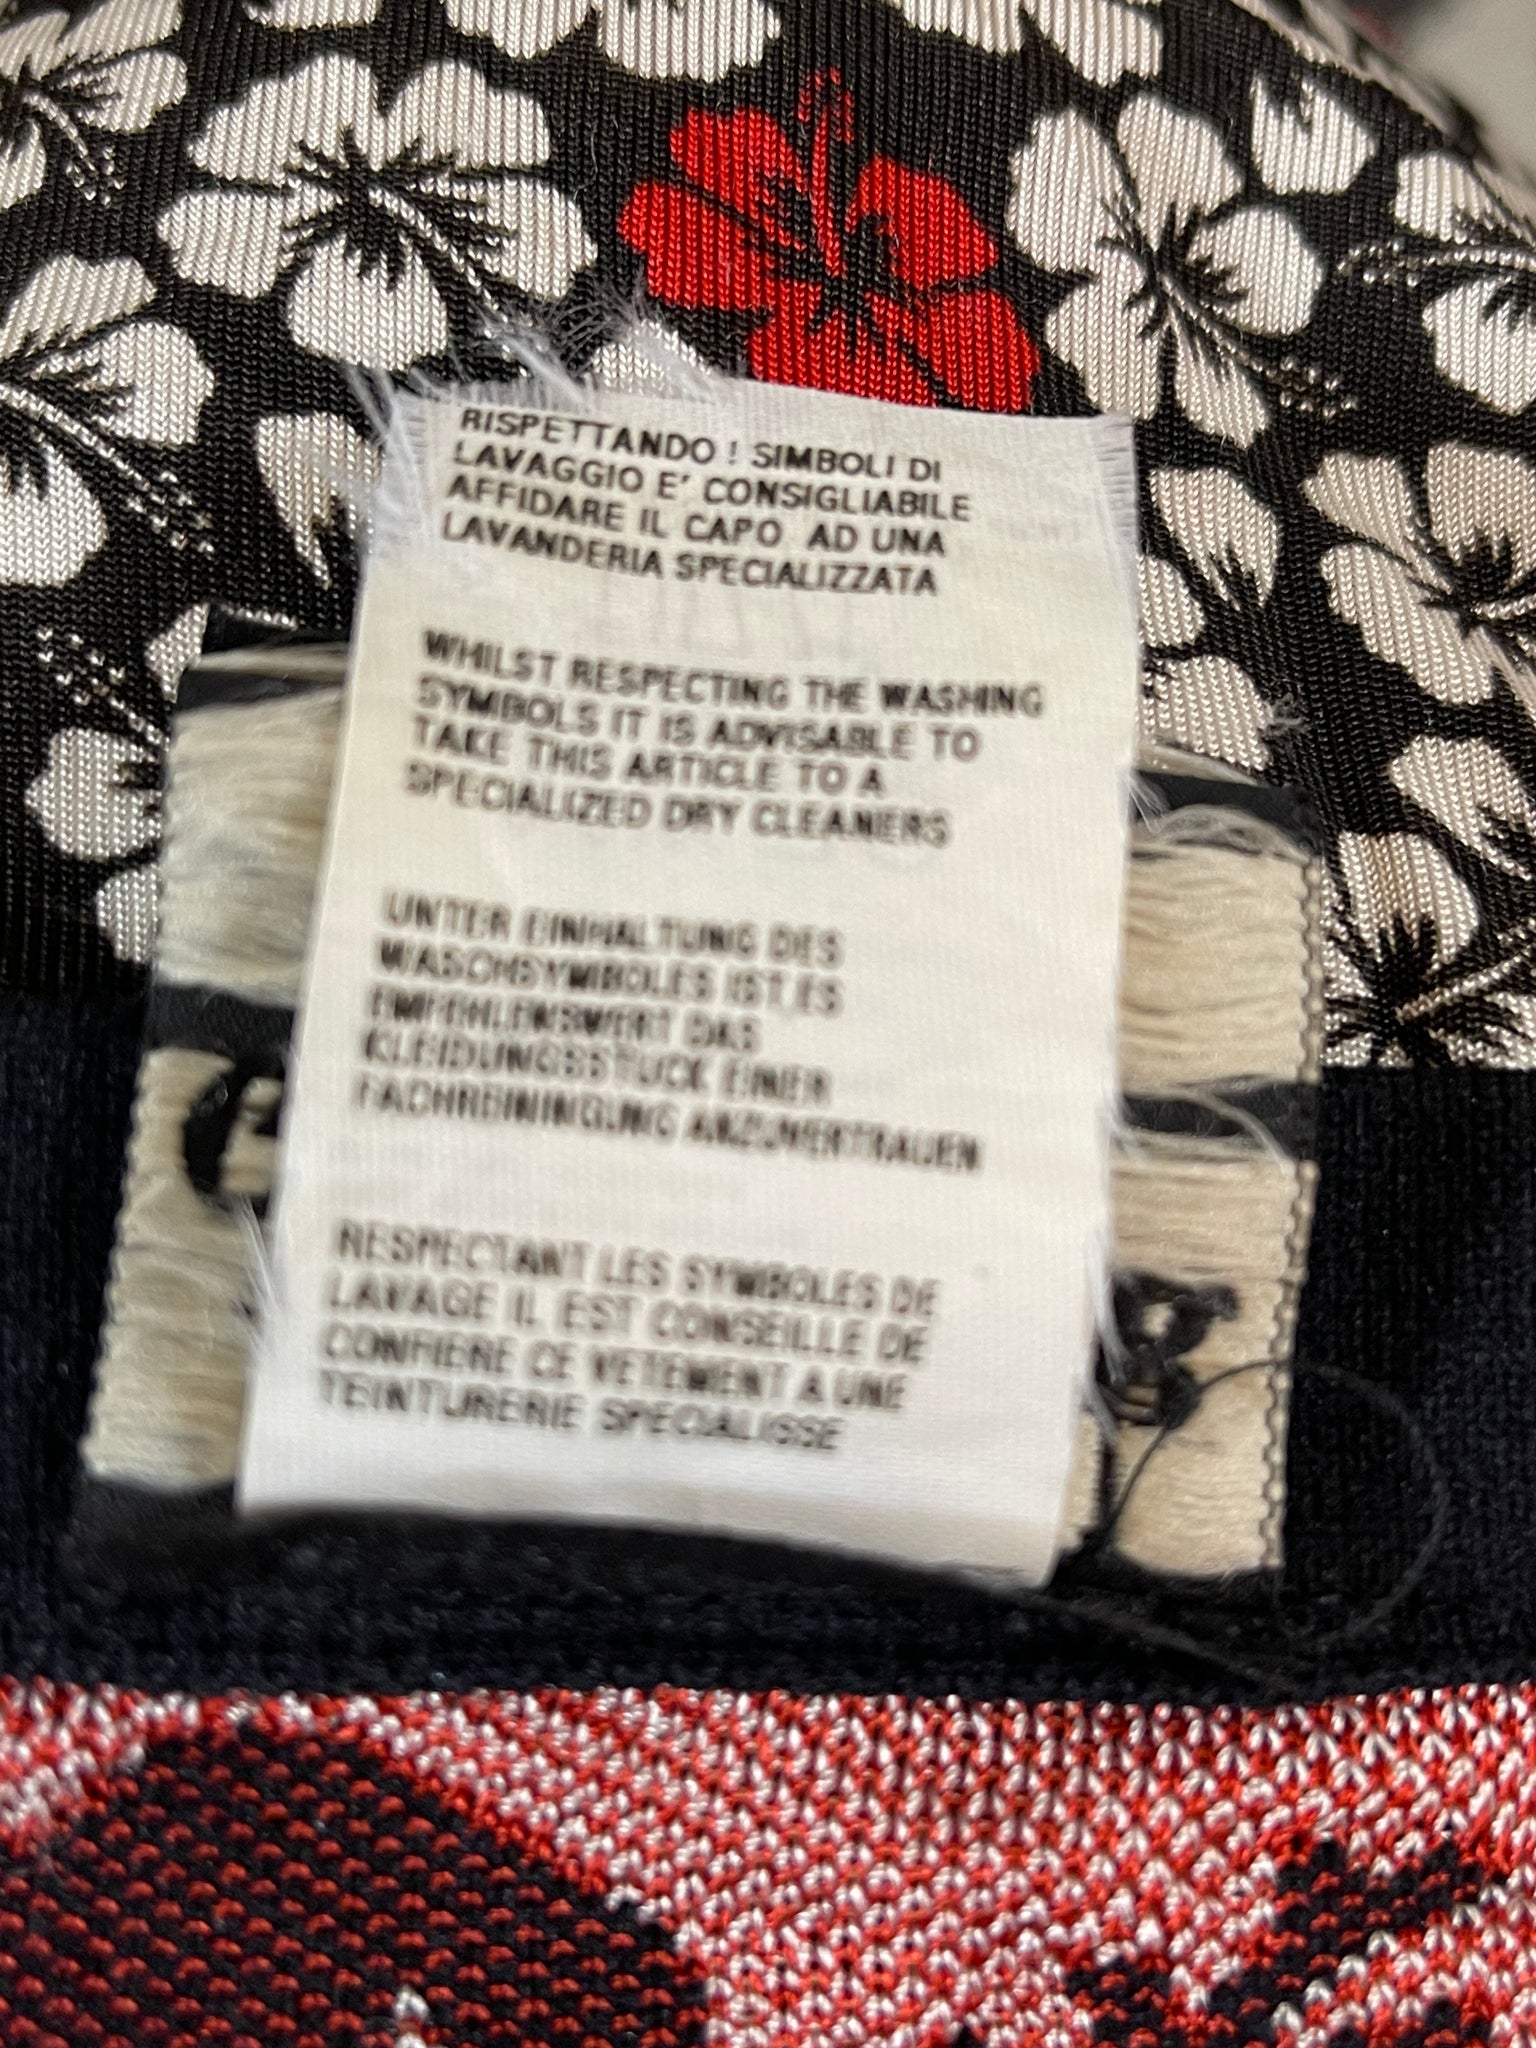 RISPETTANDO ! SIMBOLI DI
LAVAGGIO E' CONSIGLIABILE
AFFIDARE IL CAPO AD UNA
LAVANDERIA SPECIALIZZATA
WHILST RESPECTING THE WASHING
SYMBOLS IT IS ADVISABLE TO
TAKE THIS ARTICLE TO A
SPECIALIZED DRY CLEANERS
UNTER EINHALTUNG DES
WASCHSYMBOLES IST,ES
EMPFEHLENSWERT DAS
KLEIDUNGSSTUCK EINER
FACHREININGUNG ANZUVERTRAUEN
RESPECTANT LES SYMBOLES DE
LAVAGE IL EST CONSEILLE DE
CONFIERE CE VETEMENT A UNE
TEINTURERIE SPECIALISSE